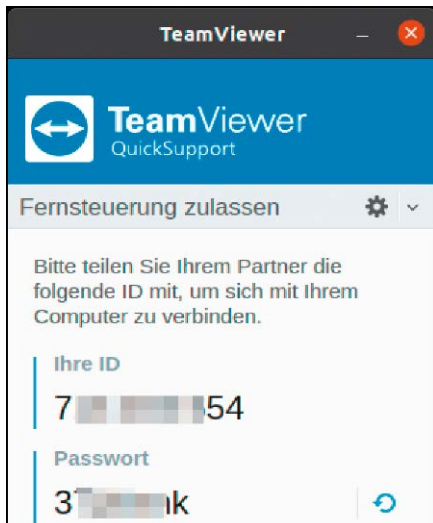 TeamViewer
TeamViewer
QuickSupport
Fernsteuerung zulassen
Bitte teilen Sie Ihrem Partner die
folgende ID mit, um sich mit Ihrem
Computer zu verbinden.
Ihre ID
Passwort